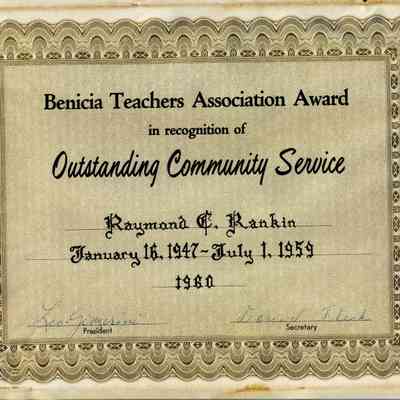 Benicia Teachers Association Award
in recognition of
Outstanding Community Service
Raymond C. Rankin
January 16, 1947-July 1, 1959
1960
President Secretary